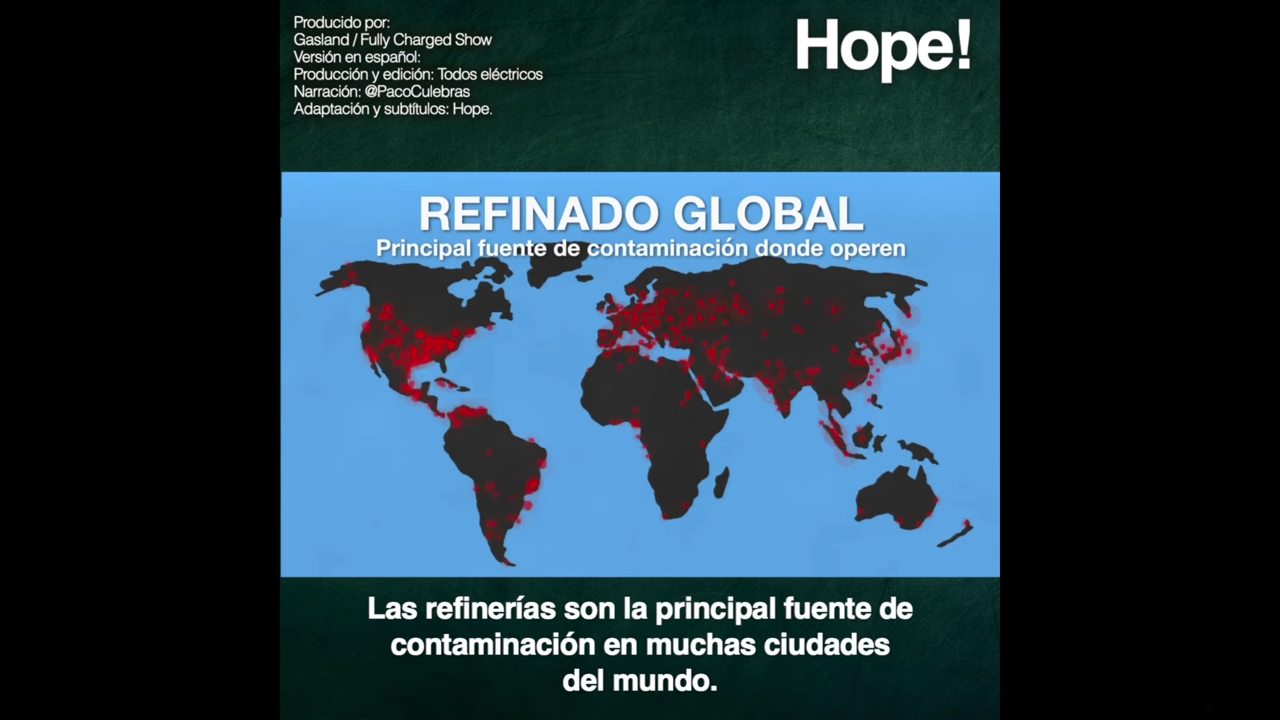 Producido por:
Gasland / Fully Charged Show
Versión en español:
Producción y edición: Todos eléctricos
Narración: @PacoCulebras
Adaptación y subtítulos: Hope.
Hope!
REFINADO GLOBAL
Principal fuente de contaminación donde operen
Las refinerías son la principal fuente de
contaminación en muchas ciudades
del mundo.